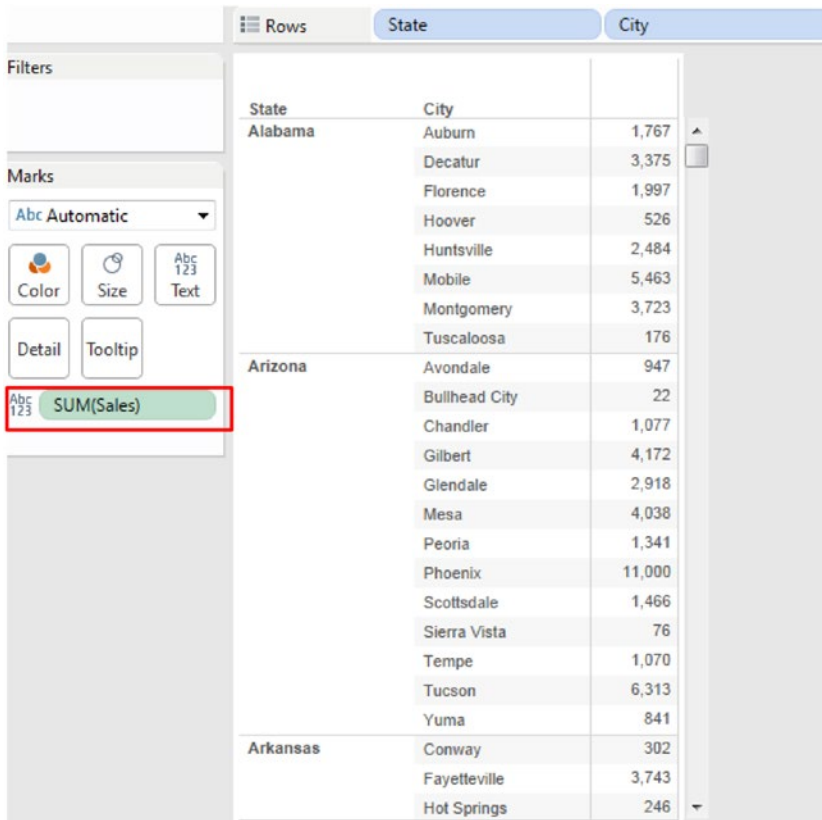 Rows State City
Filters
Marks
Abc Automatic
Color Size Abc 123 Text
Detail Tooltip
Abc 123 SUM(Sales)
State City
Alabama Auburn 1,767
Decatur 3,375
Florence 1,997
Hoover 526
Huntsville 2,484
Mobile 5,463
Montgomery 3,723
Tuscaloosa 176
Arizona Avondale 947
Bullhead City 22
Chandler 1,077
Gilbert 4,172
Glendale 2,918
Mesa 4,038
Peoria 1,341
Phoenix 11,000
Scottsdale 1,466
Sierra Vista 76
Tempe 1,070
Tucson 6,313
Yuma 841
Arkansas Conway 302
Fayetteville 3,743
Hot Springs 246